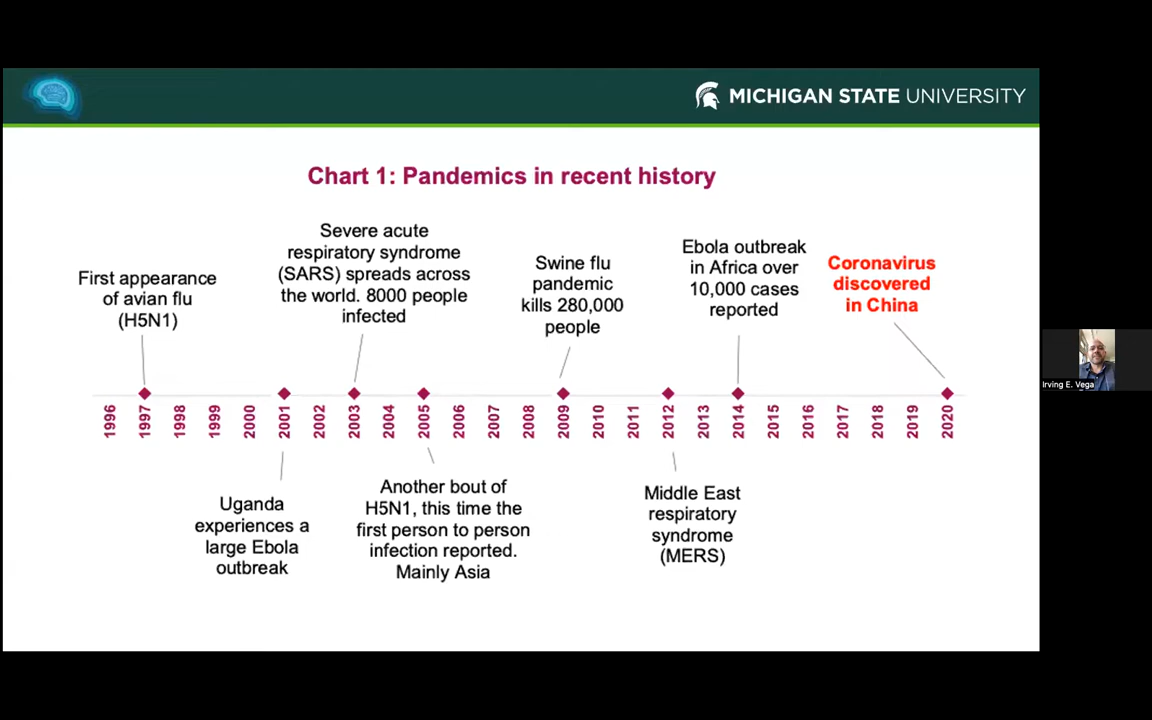 MICHIGAN STATE UNIVERSITY
Chart 1: Pandemics in recent history
First appearance
of avian flu
(H5N1)
Severe acute
respiratory syndrome
(SARS) spreads across
the world. 8000 people
infected
Swine flu
pandemic
kills 280,000
people
Ebola outbreak
in Africa over
10,000 cases
reported
Coronavirus
discovered
in China
1996
1997
1998
1999
2000
2001
2002
2003
2004
2005
2006
2007
2008
2009
2010
2011
2012
2013
2014
2015
2016
2017
2018
2019
2020
Uganda
experiences a
large Ebola
outbreak
Another bout of
H5N1, this time the
first person to person
infection reported.
Mainly Asia
Middle East
respiratory
syndrome
(MERS)
Irving E. Vega